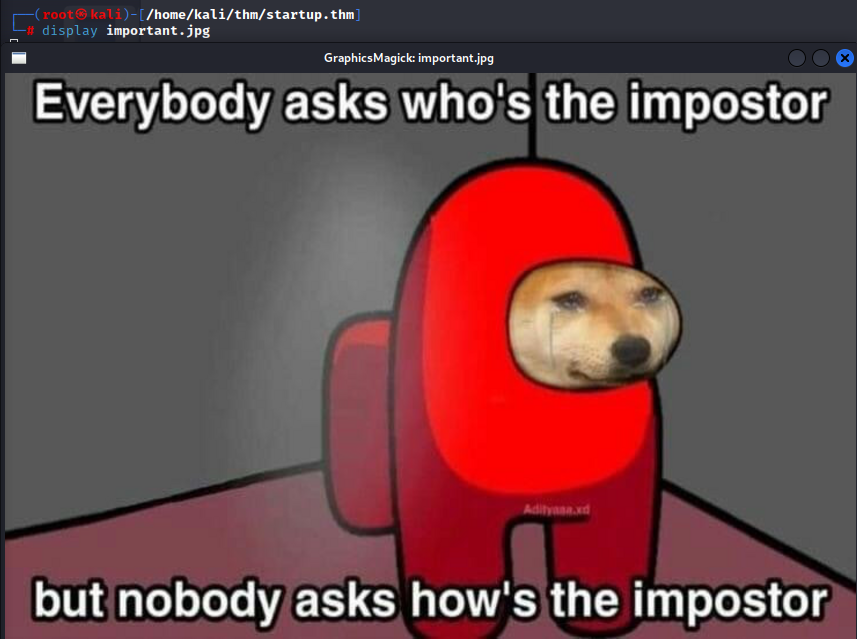 ┌──(root㉿kali)-[/home/kali/thm/startup.thm]
└─# display important.jpg
GraphicsMagick: important.jpg
Everybody asks who's the impostor
Adityasa.xd
but nobody asks how's the impostor